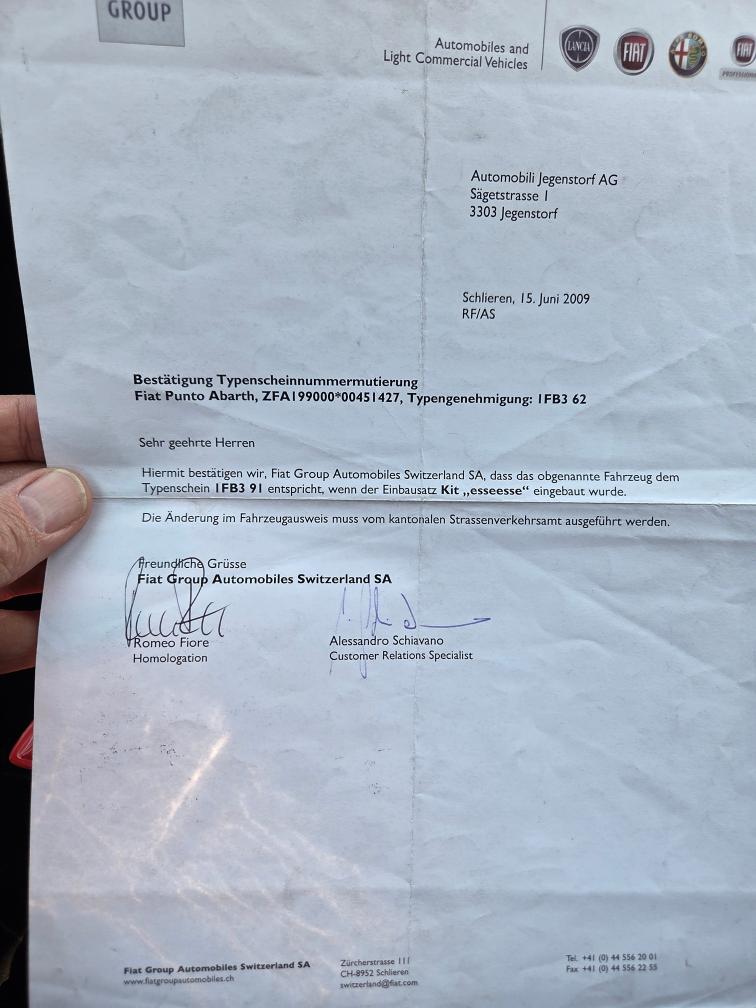 GROUP
Automobiles and
Light Commercial Vehicles
LANCIA
FIAT
FIAT
PROFESSIONAL
Automobili Jegenstorf AG
Sägetstrasse 1
3303 Jegenstorf
Schlieren, 15. Juni 2009
RF/AS
Bestätigung Typenscheinnummermutierung
Fiat Punto Abarth, ZFA199000*00451427, Typengenehmigung: 1FB3 62
Sehr geehrte Herren
Hiermit bestätigen wir, Fiat Group Automobiles Switzerland SA, dass das obgenannte Fahrzeug dem
Typenschein 1FB3 91 entspricht, wenn der Einbausatz Kit „esseesse“ eingebaut wurde.
Die Änderung im Fahrzeugausweis muss vom kantonalen Strassenverkehrsamt ausgeführt werden.
Freundliche Grüsse
Fiat Group Automobiles Switzerland SA
Romeo Fiore
Homologation
Alessandro Schiavano
Customer Relations Specialist
Fiat Group Automobiles Switzerland SA
www.fiatgroupautomobiles.ch
Zürcherstrasse 111
CH-8952 Schlieren
switzerland@fiat.com
Tel. +41 (0) 44 556 20 01
Fax +41 (0) 44 556 22 55